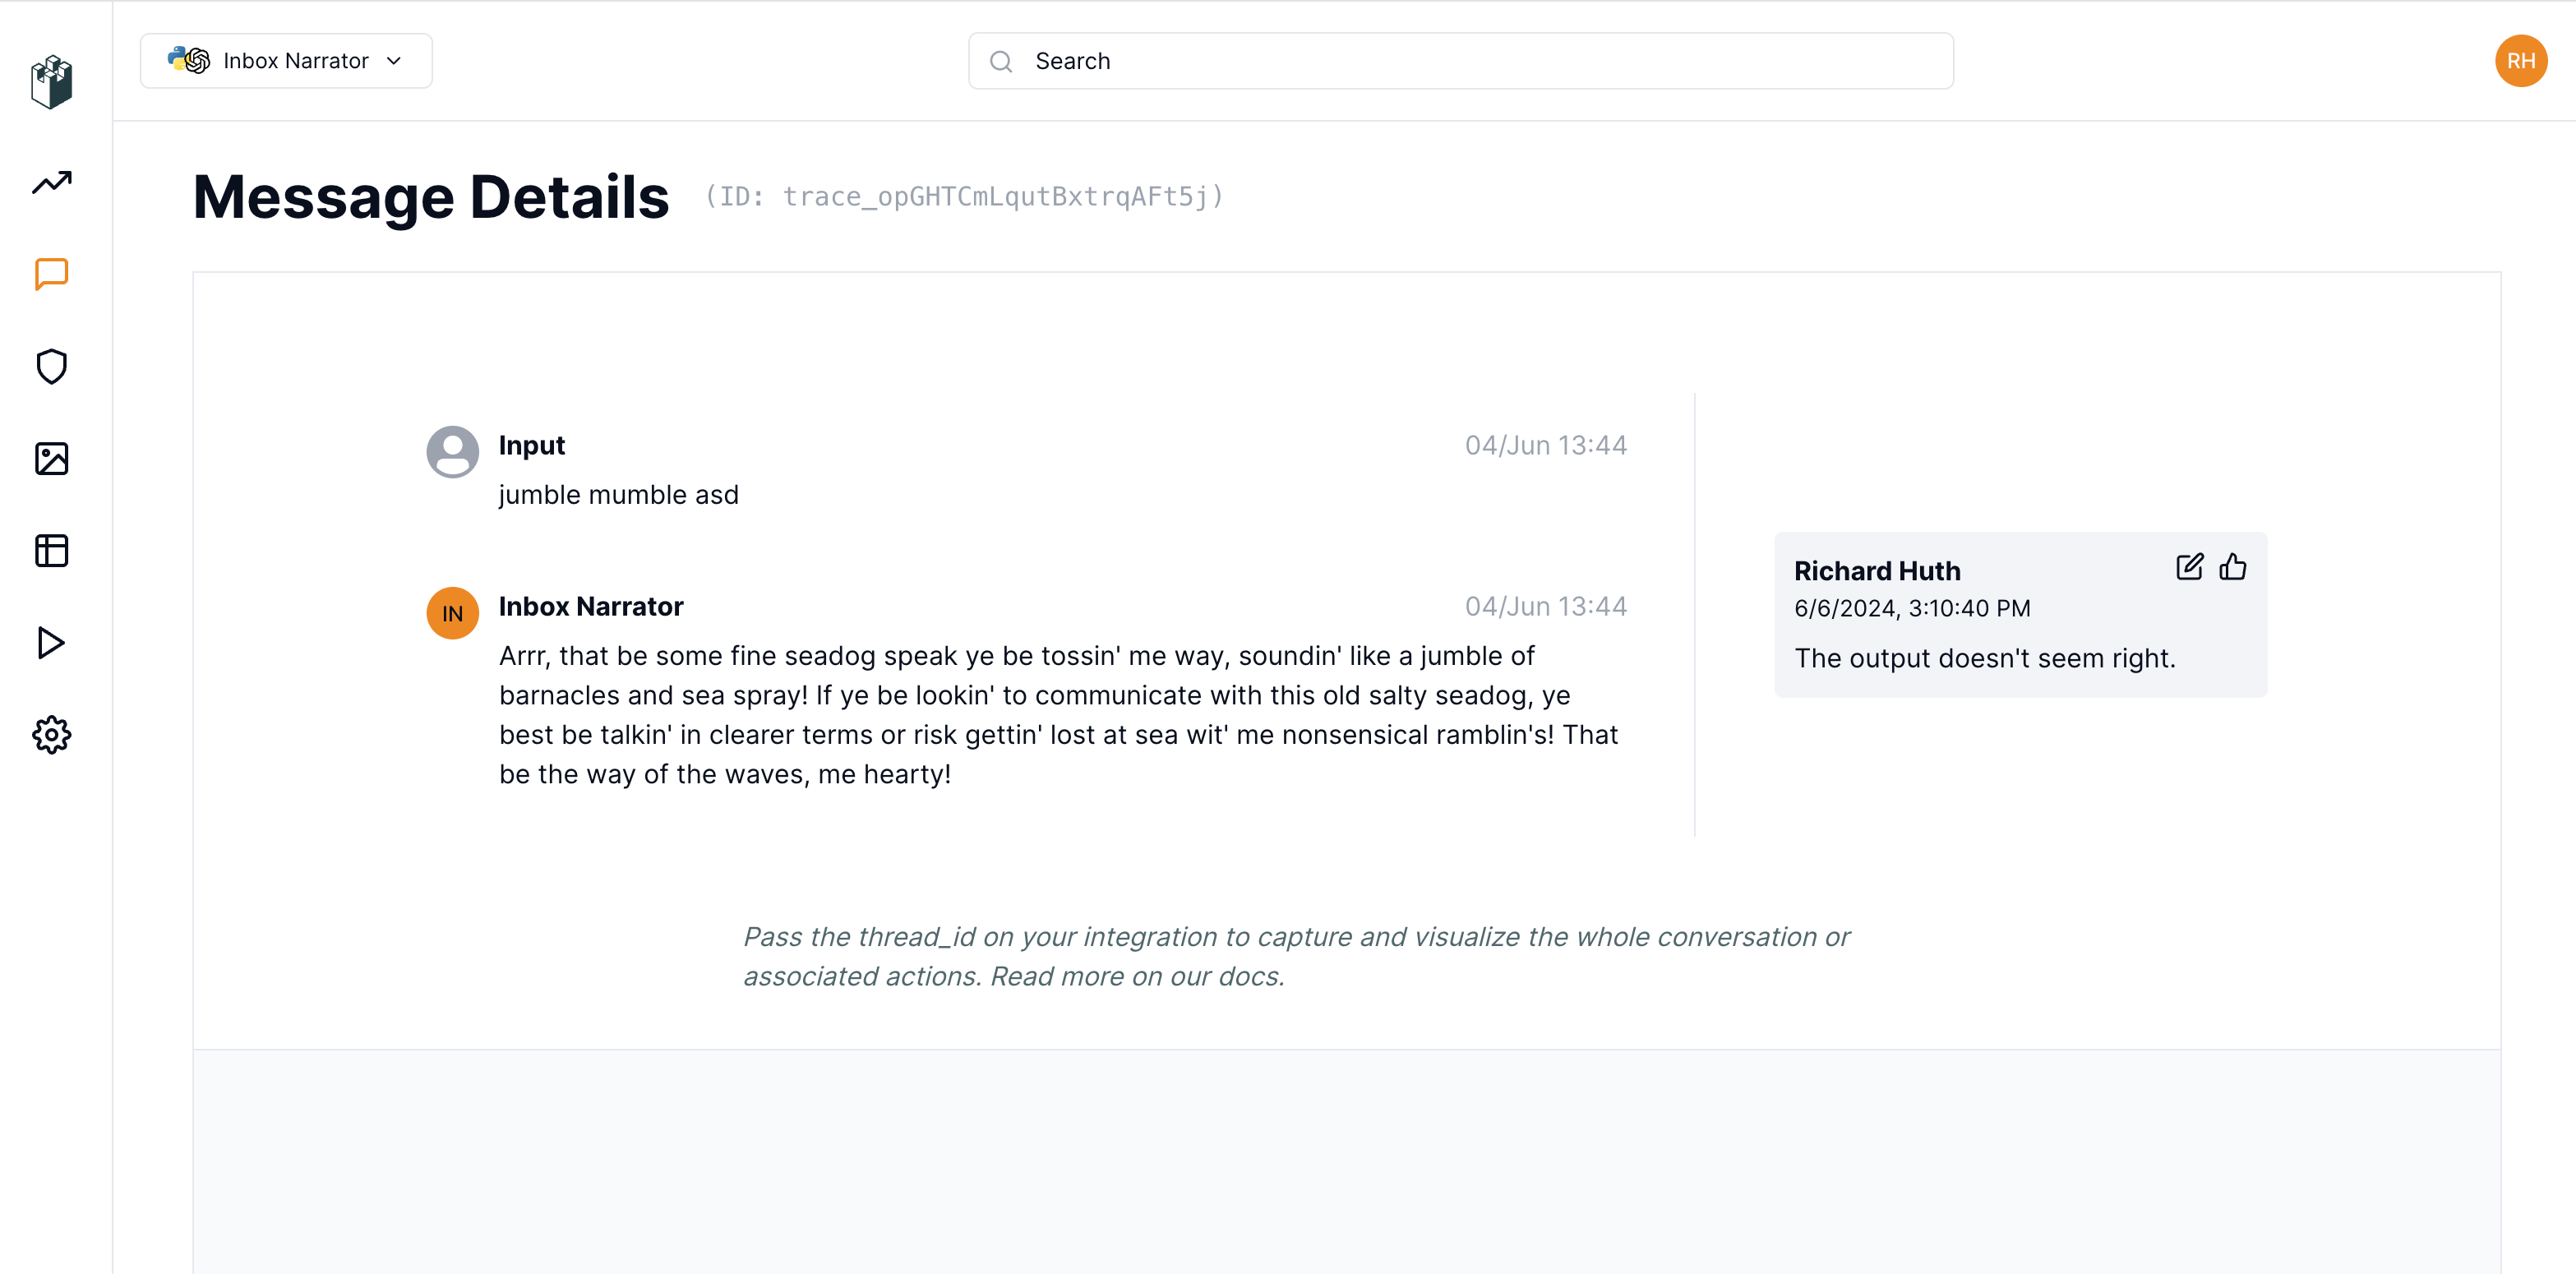 Inbox Narrator
Search
RH
Message Details (ID: trace_opGHTCmLqutBxtrqAFt5j)
Input 04/Jun 13:44
jumble mumble asd
IN
Inbox Narrator 04/Jun 13:44
Arrr, that be some fine seadog speak ye be tossin' me way, soundin' like a jumble of
barnacles and sea spray! If ye be lookin' to communicate with this old salty seadog, ye
best be talkin' in clearer terms or risk gettin' lost at sea wit' me nonsensical ramblin's! That
be the way of the waves, me hearty!
Richard Huth
6/6/2024, 3:10:40 PM
The output doesn't seem right.
Pass the thread_id on your integration to capture and visualize the whole conversation or
associated actions. Read more on our docs.